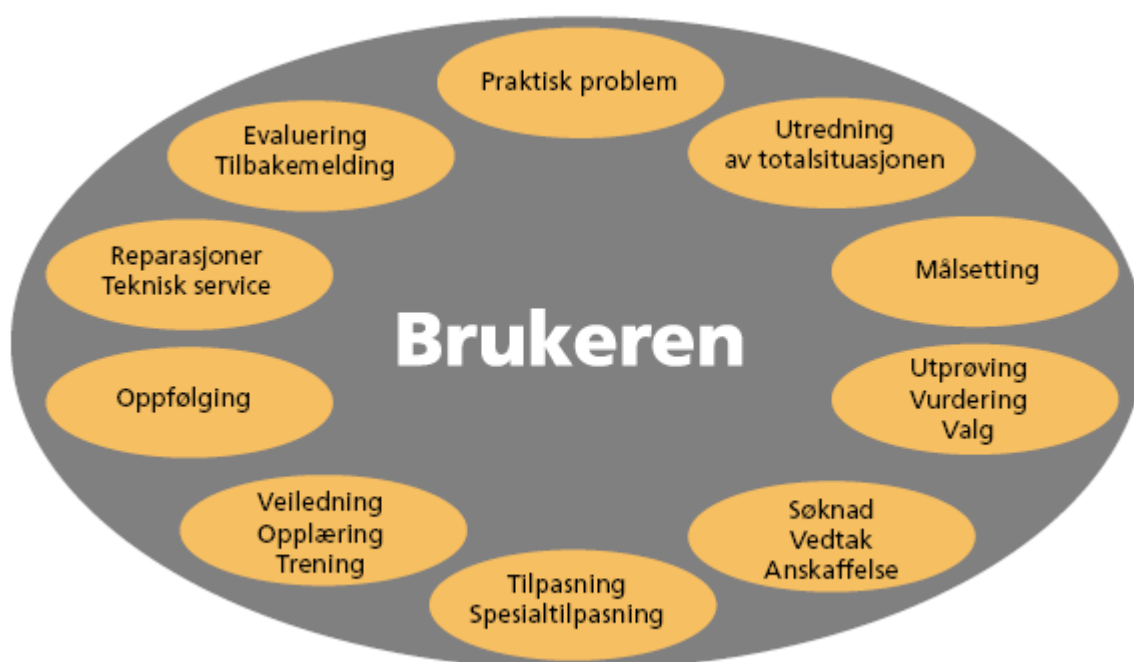 Praktisk problem
Utredning
av totalsituasjonen
Målsetting
Utprøving
Vurdering
Valg
Søknad
Vedtak
Anskaffelse
Tilpasning
Spesialtilpasning
Veiledning
Opplæring
Trening
Oppfølging
Reparasjoner
Teknisk service
Evaluering
Tilbakemelding
Brukeren